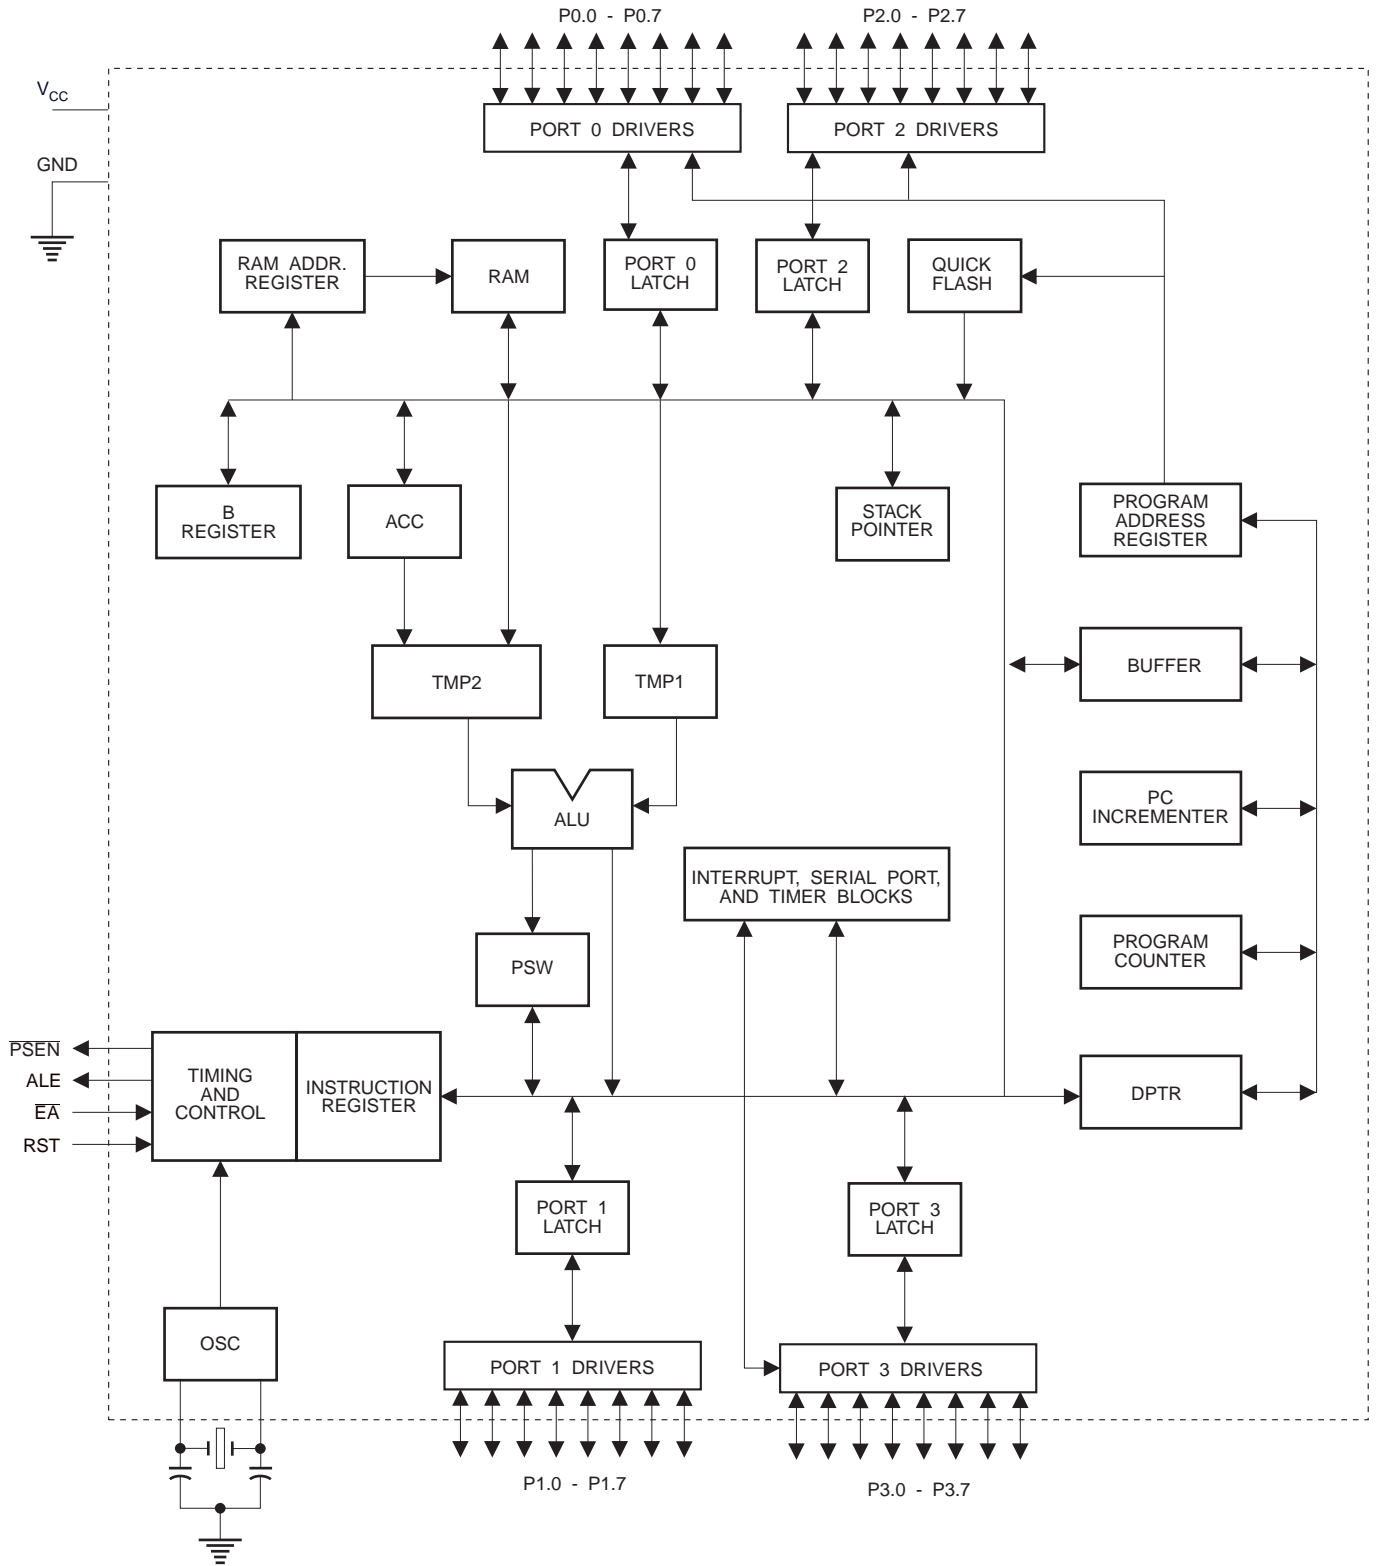 P0.0 - P0.7
P2.0 - P2.7
VCC
GND
PORT 0 DRIVERS
PORT 2 DRIVERS
RAM ADDR.
REGISTER
RAM
PORT 0
LATCH
PORT 2
LATCH
QUICK
FLASH
B
REGISTER
ACC
STACK
POINTER
PROGRAM
ADDRESS
REGISTER
TMP2
TMP1
BUFFER
ALU
PC
INCREMENTER
INTERRUPT, SERIAL PORT,
AND TIMER BLOCKS
PSW
PROGRAM
COUNTER
PSEN
ALE
EA
RST
TIMING
AND
CONTROL
INSTRUCTION
REGISTER
DPTR
PORT 1
LATCH
PORT 3
LATCH
OSC
PORT 1 DRIVERS
PORT 3 DRIVERS
P1.0 - P1.7
P3.0 - P3.7